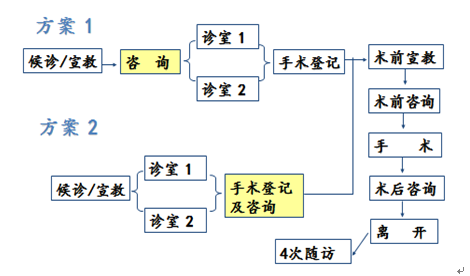 方案 1
候诊/宣教
咨 询
诊室 1
诊室 2
手术登记
术前宣教
术前咨询
手 术
术后咨询
离 开
4次随访
方案 2
候诊/宣教
诊室 1
诊室 2
手术登记
及咨询